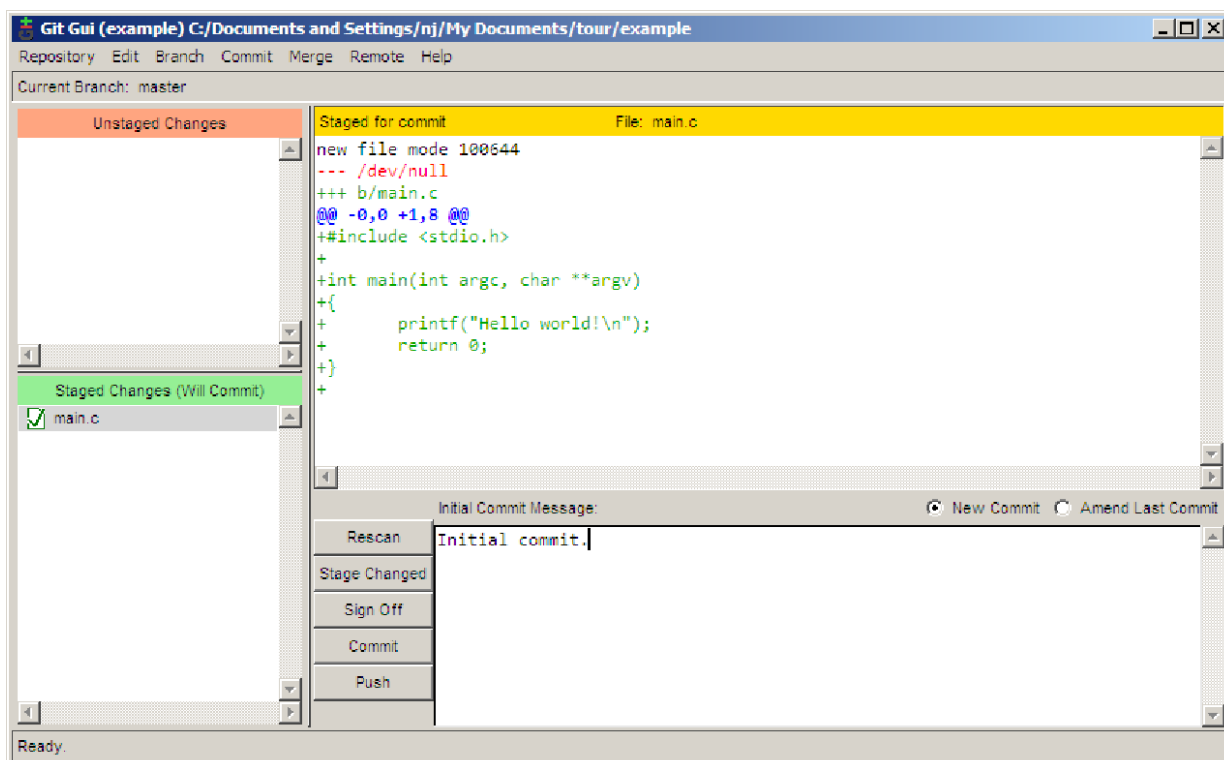 Git Gui (example) C:/Documents and Settings/nj/My Documents/tour/example
Repository Edit Branch Commit Merge Remote Help
Current Branch: master
Unstaged Changes
Staged Changes (Will Commit)
main.c
Staged for commit File: main.c
new file mode 100644
--- /dev/null
+++ b/main.c
@@ -0,0 +1,8 @@
+#include <stdio.h>
+
+int main(int argc, char **argv)
+{
+       printf("Hello world!\n");
+       return 0;
+}
+
Initial Commit Message: New Commit Amend Last Commit
Rescan
Stage Changed
Sign Off
Commit
Push
Initial commit.
Ready.